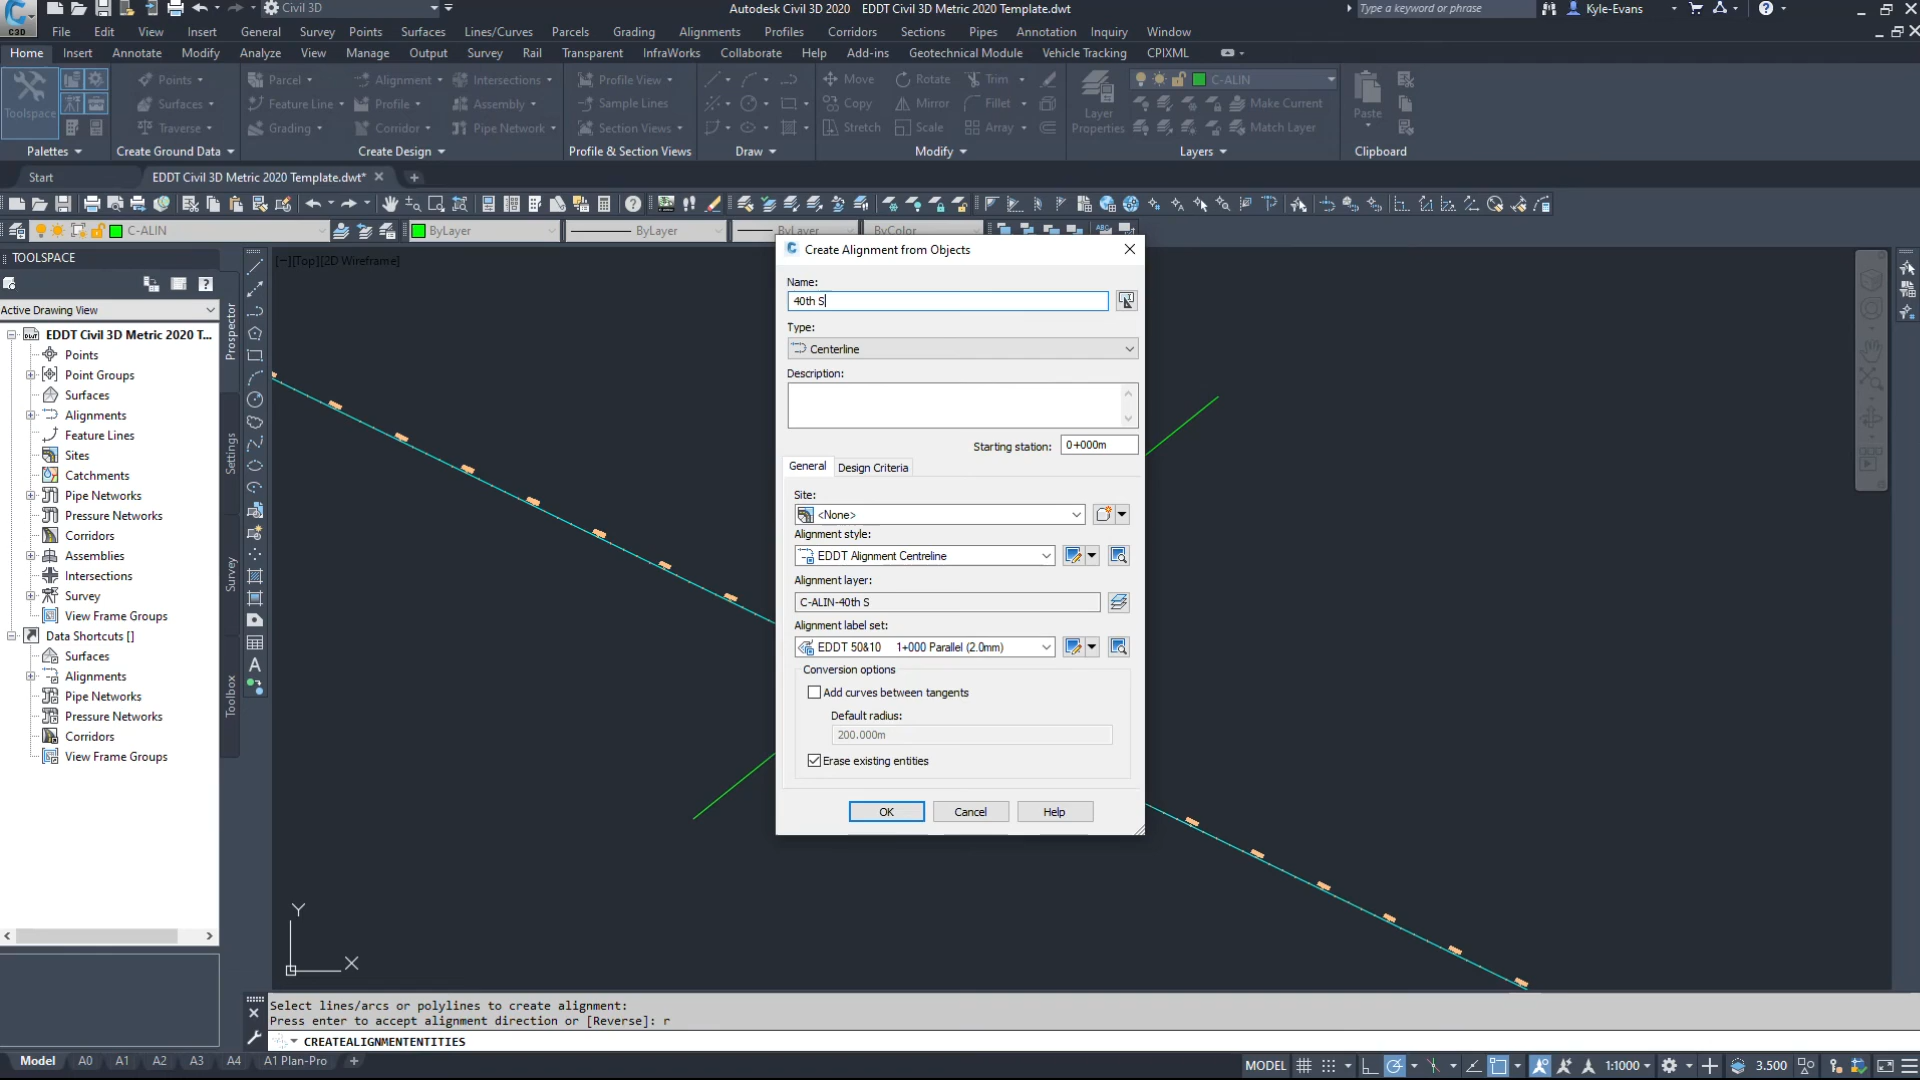 C3D
Civil 3D
Autodesk Civil 3D 2020 EDDT Civil 3D Metric 2020 Template.dwt
Type a keyword or phrase
Kyle-Evans
File Edit View Insert General Survey Points Surfaces Lines/Curves Parcels Grading Alignments Profiles Corridors Sections Pipes Annotation Inquiry Window
Home Insert Annotate Modify Analyze View Manage Output Survey Rail Transparent InfraWorks Collaborate Help Add-ins Geotechnical Module Vehicle Tracking CPIXML
Toolspace
Points
Surfaces
Traverse
Parcel
Feature Line
Grading
Alignment
Profile
Corridor
Intersections
Assembly
Pipe Network
Profile View
Sample Lines
Section Views
Move
Copy
Stretch
Rotate
Mirror
Scale
Trim
Fillet
Array
Layer
Properties
C-ALIN
Make Current
Match Layer
Paste
Palettes Create Ground Data Create Design Profile & Section Views Draw Modify Layers Clipboard
Start EDDT Civil 3D Metric 2020 Template.dwt*
C-ALIN ByLayer ByLayer ByLayer ByColor
TOOLSPACE
Active Drawing View
EDDT Civil 3D Metric 2020 T...
Points
Point Groups
Surfaces
Alignments
Feature Lines
Sites
Catchments
Pipe Networks
Pressure Networks
Corridors
Assemblies
Intersections
Survey
View Frame Groups
Data Shortcuts []
Surfaces
Alignments
Pipe Networks
Pressure Networks
Corridors
View Frame Groups
Prospector
Settings
Survey
Toolbox
[−][Top][2D Wireframe]
Create Alignment from Objects
Name:
40th S
Type:
Centerline
Description:
Starting station: 0+000m
General Design Criteria
Site:
<None>
Alignment style:
EDDT Alignment Centreline
Alignment layer:
C-ALIN-40th S
Alignment label set:
EDDT 50&10 1+000 Parallel (2.0mm)
Conversion options
Add curves between tangents
Default radius:
200.000m
Erase existing entities
OK Cancel Help
Y
X
Select lines/arcs or polylines to create alignment:
Press enter to accept alignment direction or [Reverse]: r
CREATEALIGNMENTENTITIES
Model A0 A1 A2 A3 A4 A1 Plan-Pro +
MODEL 1:1000 3.500